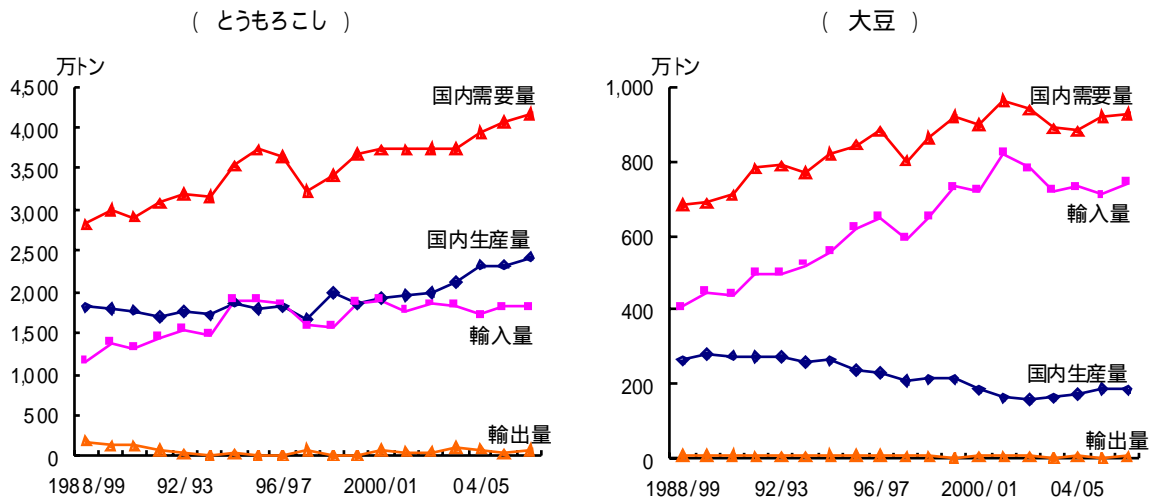 ( とうもろこし )
万トン
4,500
4,000
3,500
3,000
2,500
2,000
1,500
1,000
500
0
国内需要量
国内生産量
輸入量
輸出量
1988/99 92/93 96/97 2000/01 04/05
( 大豆 )
万トン
1,000
800
600
400
200
0
国内需要量
輸入量
国内生産量
輸出量
1988/99 92/93 96/97 2000/01 04/05